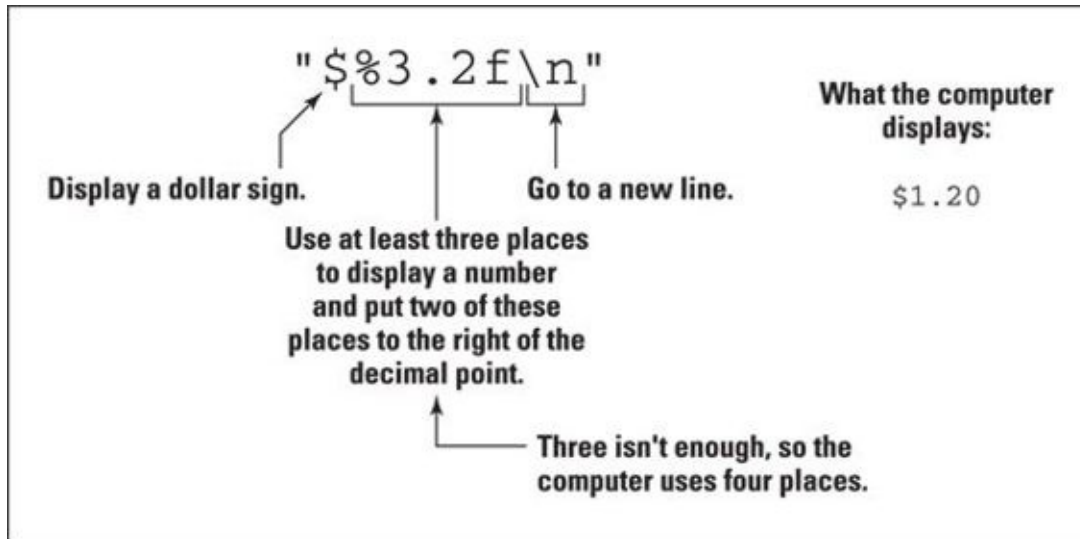 "$%3.2f\n"
What the computer
displays:
$1.20
Display a dollar sign.
Go to a new line.
Use at least three places
to display a number
and put two of these
places to the right of the
decimal point.
Three isn't enough, so the
computer uses four places.